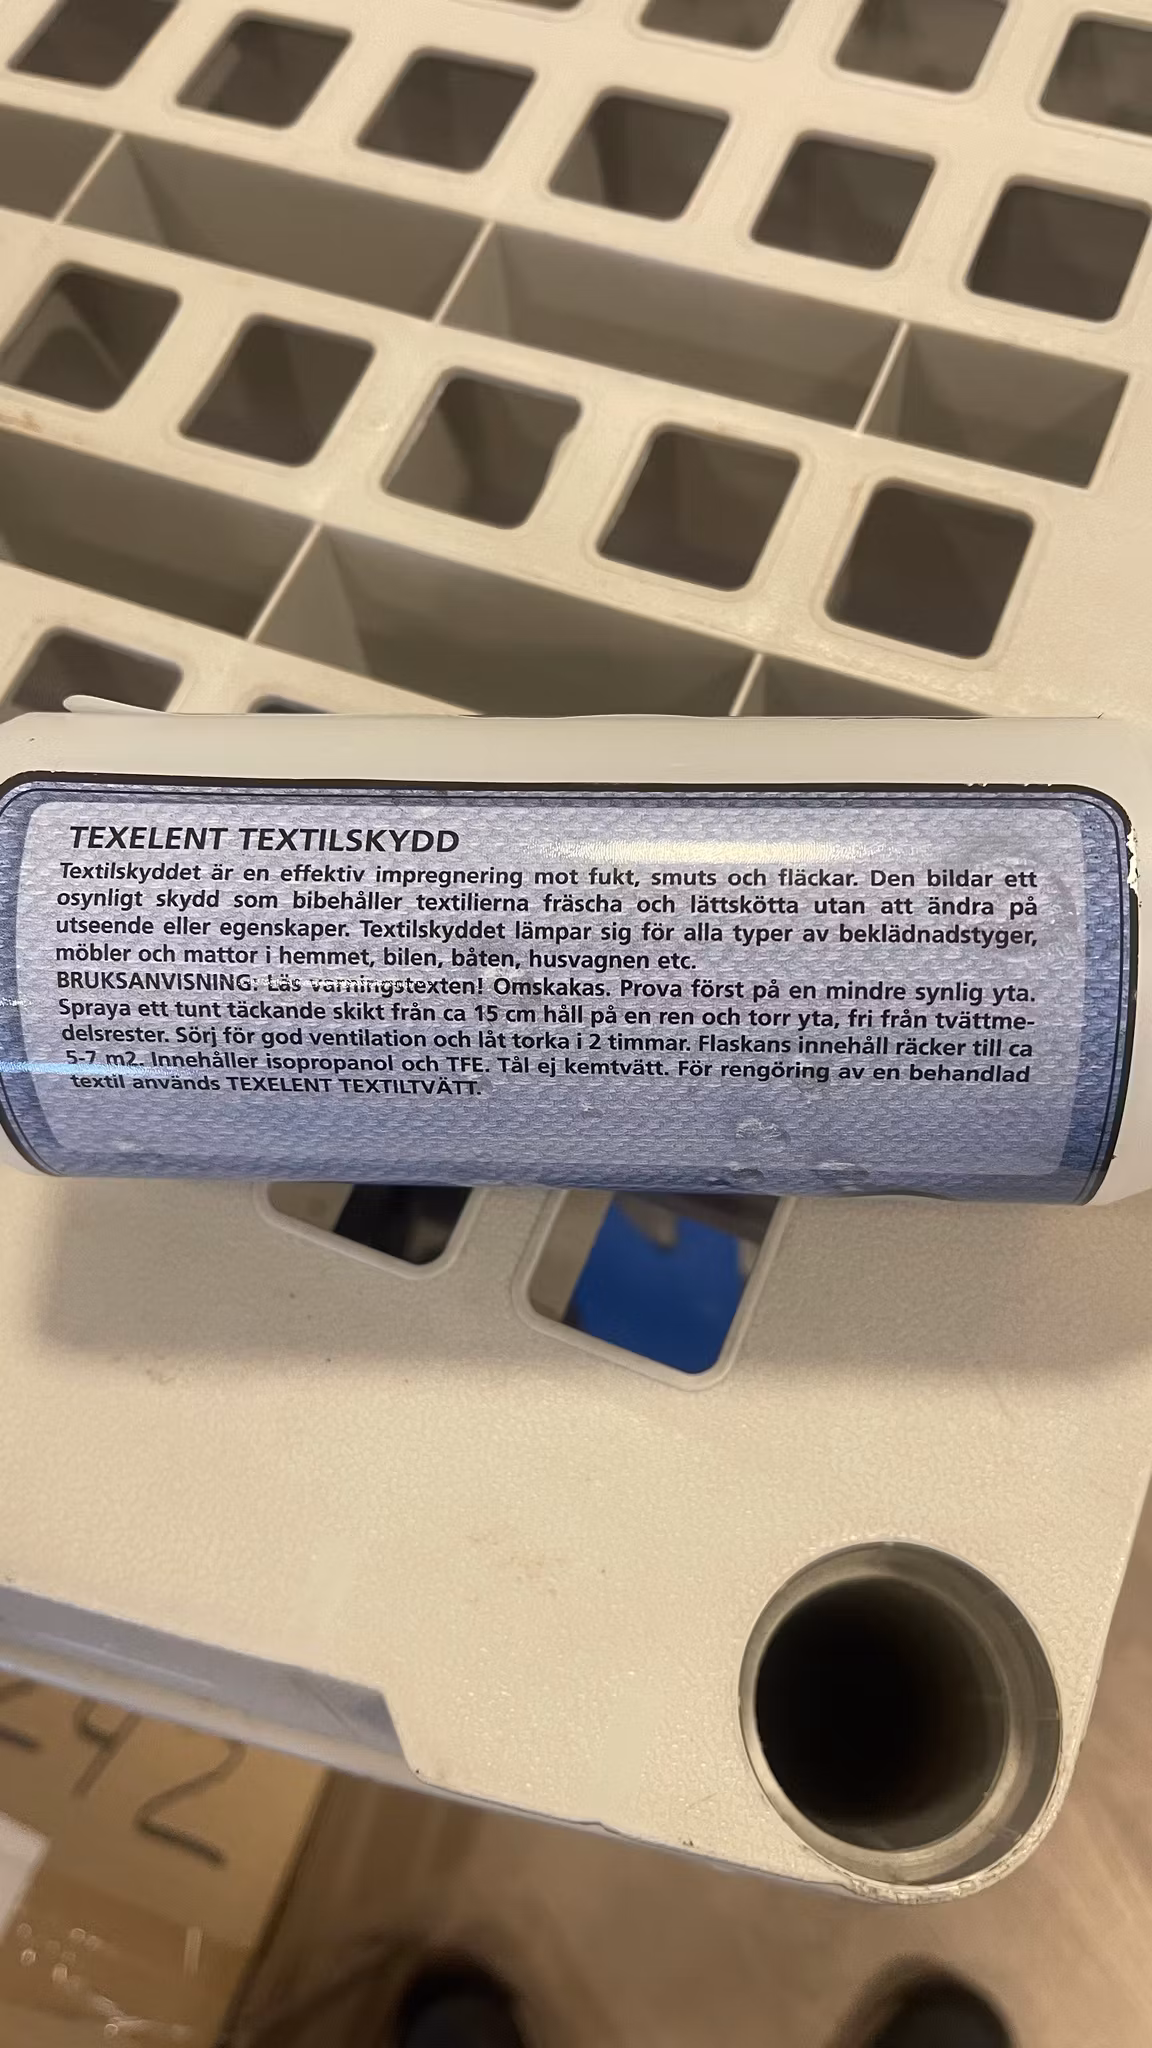 TEXELENT TEXTILSKYDD
Textilskyddet är en effektiv impregnering mot fukt, smuts och fläckar. Den bildar ett
osynligt skydd som bibehåller textilierna fräscha och lättskötta utan att ändra på
utseende eller egenskaper. Textilskyddet lämpar sig för alla typer av beklädnadstyger,
möbler och mattor i hemmet, bilen, båten, husvagnen etc.
BRUKSANVISNING: Läs varningstexten! Omskakas. Prova först på en mindre synlig yta.
Spraya ett tunt täckande skikt från ca 15 cm håll på en ren och torr yta, fri från tvättme-
delsrester. Sörj för god ventilation och låt torka i 2 timmar. Flaskans innehåll räcker till ca
5-7 m2. Innehåller isopropanol och TFE. Tål ej kemtvätt. För rengöring av en behandlad
textil används TEXELENT TEXTILTVÄTT.
42